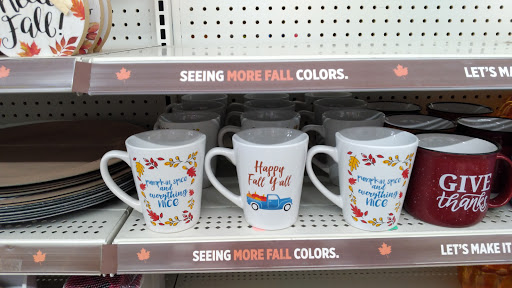 Fall!
SEEING MORE FALL COLORS.
LET'S MA
pumpkin spice
and
everything
NICE
Happy
Fall Y'all
pumpkin spice
and
everything
NICE
GIVE
thanks
SEEING MORE FALL COLORS.
LET'S MAKE IT